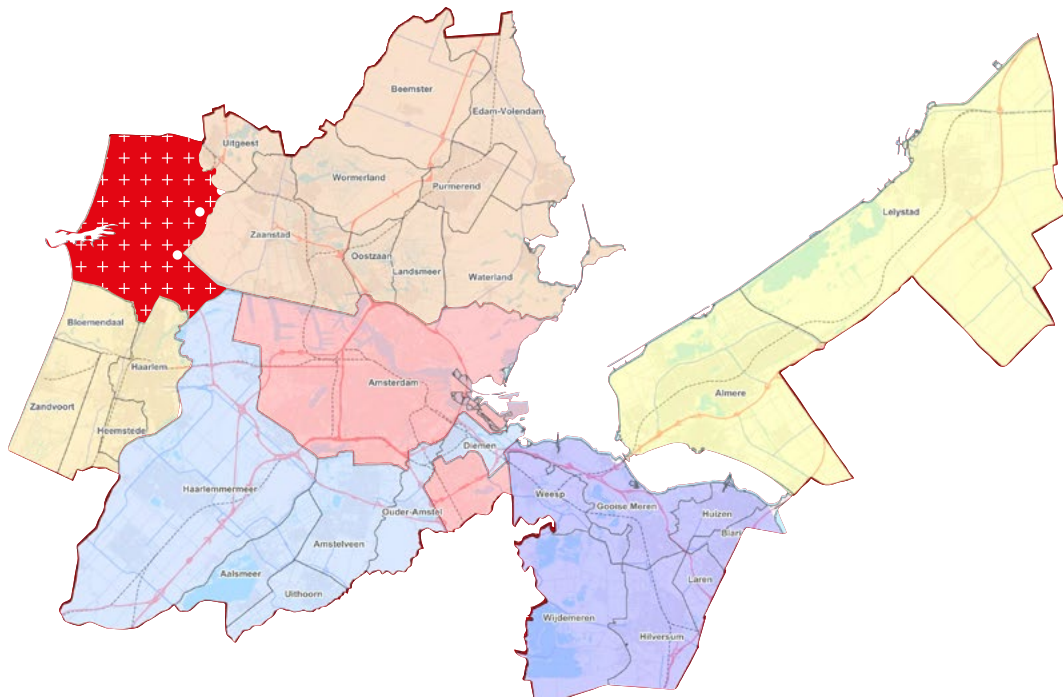 Beemster
Edam-Volendam
Uitgeest
Wormerland
Purmerend
Zaanstad
Oostzaan
Landsmeer
Waterland
Lelystad
Bloemendaal
Haarlem
Zandvoort
Heemstede
Amsterdam
Almere
Diemen
Haarlemmermeer
Ouder-Amstel
Amstelveen
Aalsmeer
Uithoorn
Weesp
Gooise Meren
Huizen
Blari
Laren
Wijdemeren
Hilversum